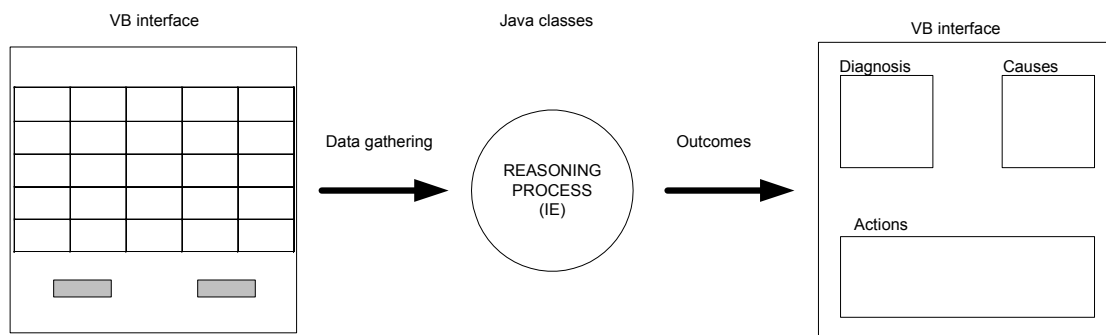 VB interface
Java classes
VB interface
Diagnosis
Causes
Data gathering
Outcomes
REASONING
PROCESS
(IE)
Actions